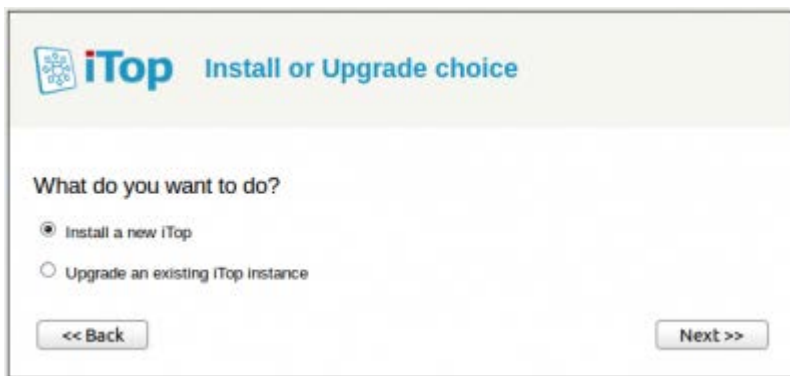 iTop Install or Upgrade choice
What do you want to do?
Install a new iTop
Upgrade an existing iTop instance
<< Back Next >>